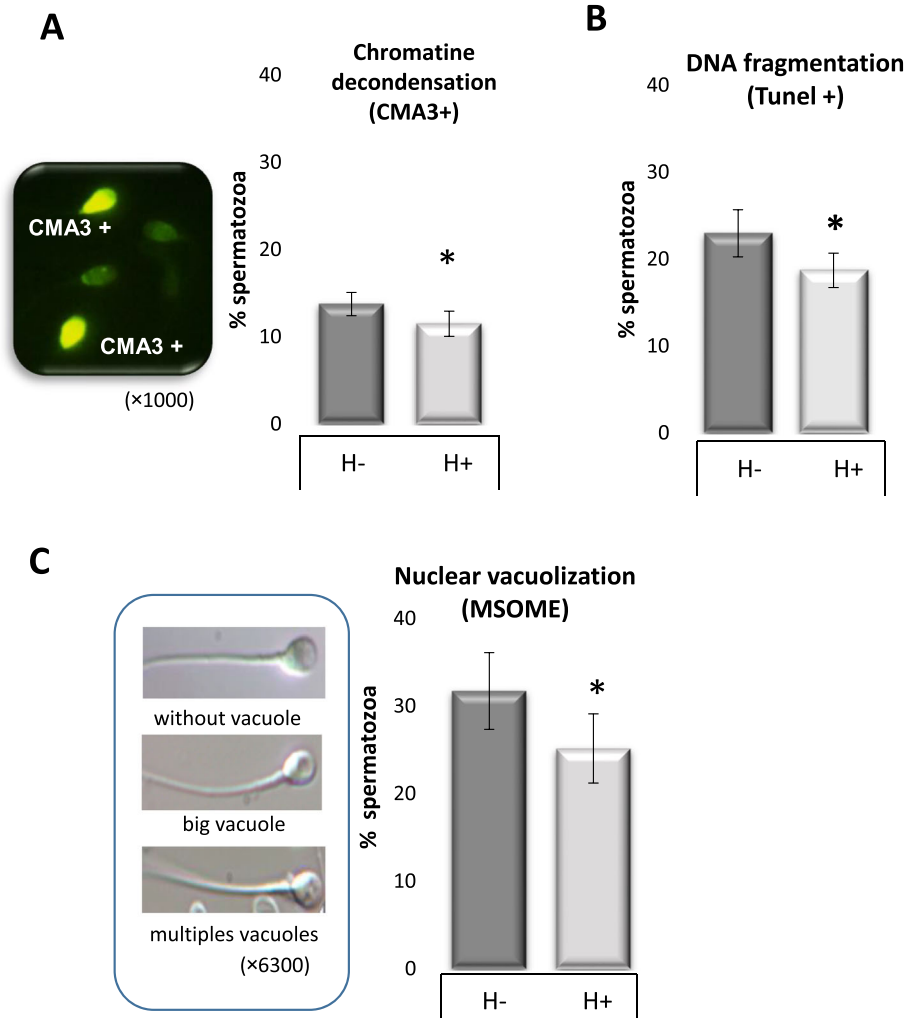 A
Chromatine
decondensation
(CMA3+)
40
30
20
10
0
% spermatozoa
*
H-
H+
CMA3 +
CMA3 +
(×1000)
B
DNA fragmentation
(Tunel +)
40
30
20
10
0
% spermatozoa
*
H-
H+
C
Nuclear vacuolization
(MSOME)
40
30
20
10
0
% spermatozoa
*
H-
H+
without vacuole
big vacuole
multiples vacuoles
(×6300)